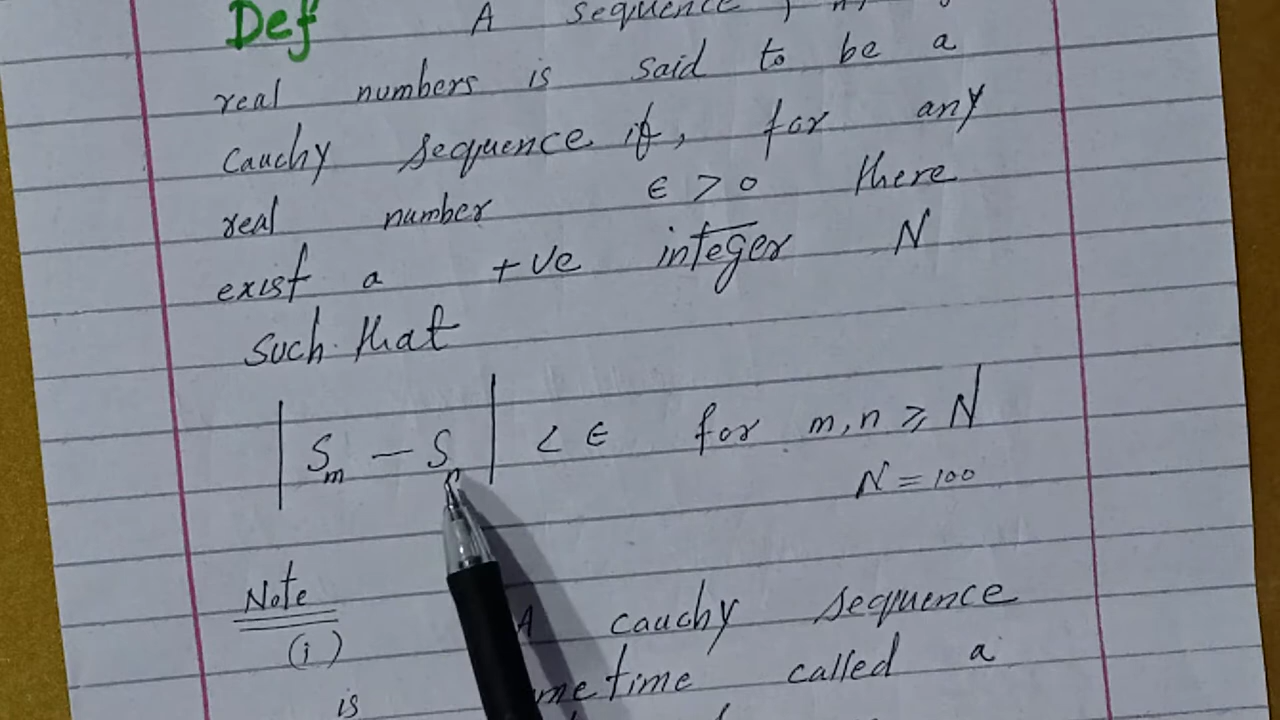 Def A sequence
real numbers is said to be a
Cauchy sequence if, for any
real number ϵ > 0 there
exist a +ve integer N
such that
| Sm − Sn | < ϵ for m,n ≥ N
N = 100
Note
(i) A cauchy sequence
is called a